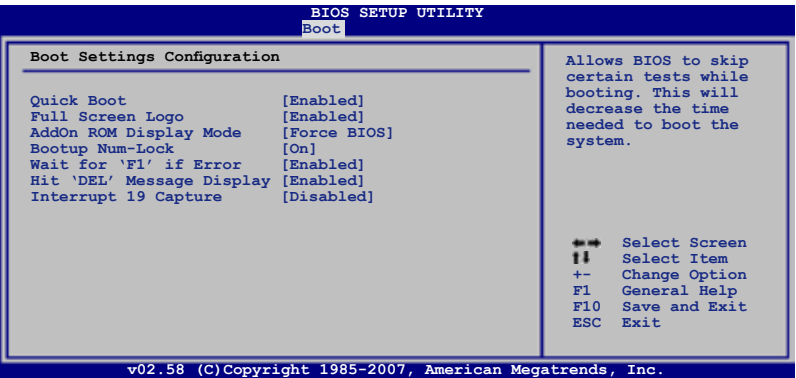 BIOS SETUP UTILITY
Boot
Boot Settings Configuration
Quick Boot [Enabled]
Full Screen Logo [Enabled]
AddOn ROM Display Mode [Force BIOS]
Bootup Num-Lock [On]
Wait for ‘F1’ if Error [Enabled]
Hit ‘DEL’ Message Display [Enabled]
Interrupt 19 Capture [Disabled]
Allows BIOS to skip
certain tests while
booting. This will
decrease the time
needed to boot the
system.
Select Screen
Select Item
+- Change Option
F1 General Help
F10 Save and Exit
ESC Exit
v02.58 (C)Copyright 1985-2007, American Megatrends, Inc.